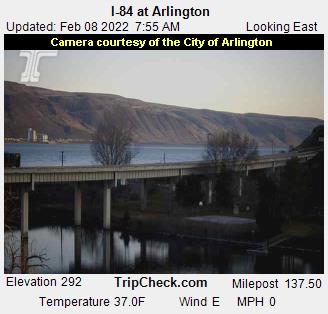 I-84 at Arlington
Updated: Feb 08 2022 7:55 AM Looking East
Camera courtesy of the City of Arlington
Elevation 292 TripCheck.com Milepost 137.50
Temperature 37.0F Wind E MPH 0